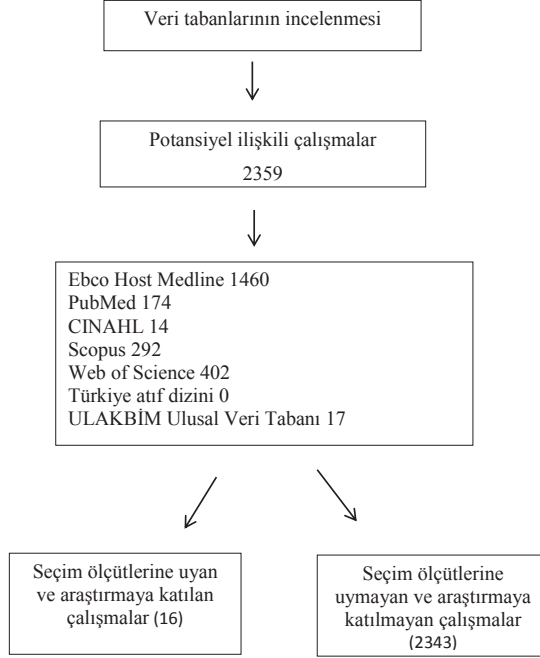 Veri tabanlarının incelenmesi
Potansiyel ilişkili çalışmalar
2359
Ebco Host Medline 1460
PubMed 174
CINAHL 14
Scopus 292
Web of Science 402
Türkiye atıf dizini 0
ULAKBİM Ulusal Veri Tabanı 17
Seçim ölçütlerine uyan
ve araştırmaya katılan
çalışmalar (16)
Seçim ölçütlerine
uymayan ve araştırmaya
katılmayan çalışmalar
(2343)